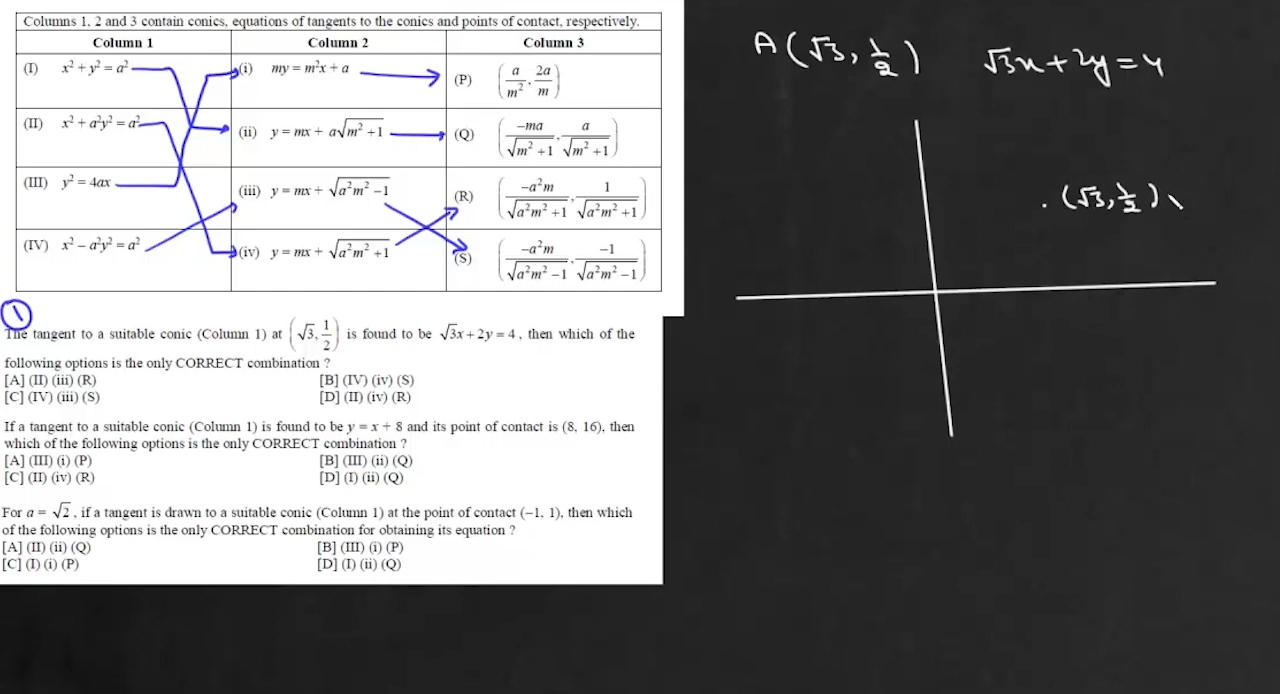 Columns 1, 2 and 3 contain conics, equations of tangents to the conics and points of contact, respectively.
Column 1 Column 2 Column 3
(I) x² + y² = a² (i) my = m²x + a (P) (a/m², 2a/m)
(II) x² + a²y² = a² (ii) y = mx + a√(m² + 1) (Q) (-ma/√(m² + 1), a/√(m² + 1))
(III) y² = 4ax (iii) y = mx + √(a²m² − 1) (R) (-a²m/√(a²m² + 1), 1/√(a²m² + 1))
(IV) x² − a²y² = a² (iv) y = mx + √(a²m² + 1) (S) (-a²m/√(a²m² − 1), -1/√(a²m² − 1))
1
The tangent to a suitable conic (Column 1) at (√3, 1/2) is found to be √3x + 2y = 4, then which of the
following options is the only CORRECT combination ?
[A] (II) (iii) (R) [B] (IV) (iv) (S)
[C] (IV) (iii) (S) [D] (II) (iv) (R)
If a tangent to a suitable conic (Column 1) is found to be y = x + 8 and its point of contact is (8, 16), then
which of the following options is the only CORRECT combination ?
[A] (III) (i) (P) [B] (III) (ii) (Q)
[C] (II) (iv) (R) [D] (I) (ii) (Q)
For a = √2, if a tangent is drawn to a suitable conic (Column 1) at the point of contact (−1, 1), then which
of the following options is the only CORRECT combination for obtaining its equation ?
[A] (II) (ii) (Q) [B] (III) (i) (P)
[C] (I) (i) (P) [D] (I) (ii) (Q)
A(√3, 1/2) √3x + 2y = 4
(√3, 1/2)